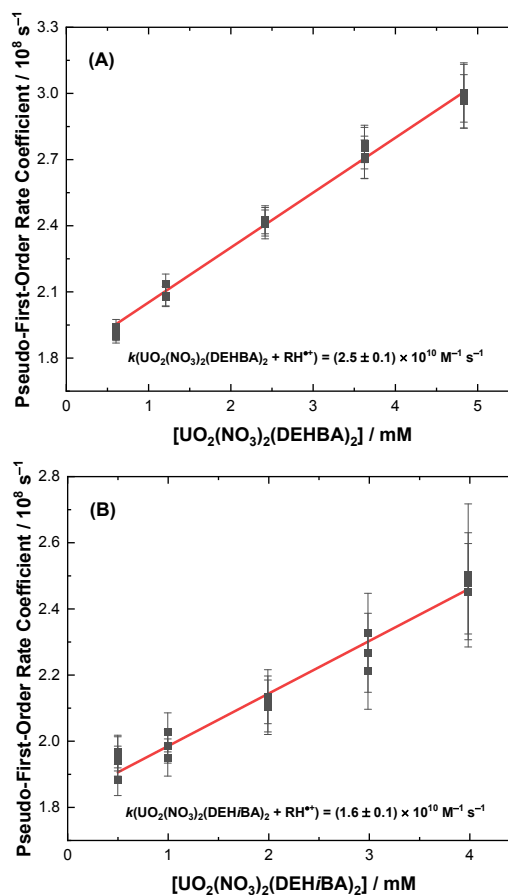 (A)
Pseudo-First-Order Rate Coefficient / 10⁸ s⁻¹
3.3
3.0
2.7
2.4
2.1
1.8
k(UO₂(NO₃)₂(DEHBA)₂ + RH•⁺) = (2.5 ± 0.1) × 10¹⁰ M⁻¹ s⁻¹
0 1 2 3 4 5
[UO₂(NO₃)₂(DEHBA)₂] / mM
(B)
Pseudo-First-Order Rate Coefficient / 10⁸ s⁻¹
2.8
2.6
2.4
2.2
2.0
1.8
k(UO₂(NO₃)₂(DEHiBA)₂ + RH•⁺) = (1.6 ± 0.1) × 10¹⁰ M⁻¹ s⁻¹
0 1 2 3 4
[UO₂(NO₃)₂(DEHiBA)₂] / mM